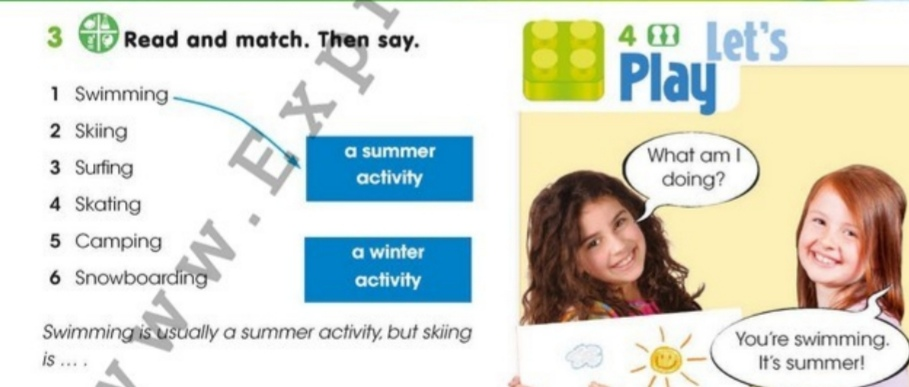 3 Read and match. Then say.
1 Swimming
2 Skiing
3 Surfing
4 Skating
5 Camping
6 Snowboarding
a summer
activity
a winter
activity
Swimming is usually a summer activity, but skiing
is ... .
4 Let's
Play
What am I
doing?
You're swimming.
It's summer!
www.Expr